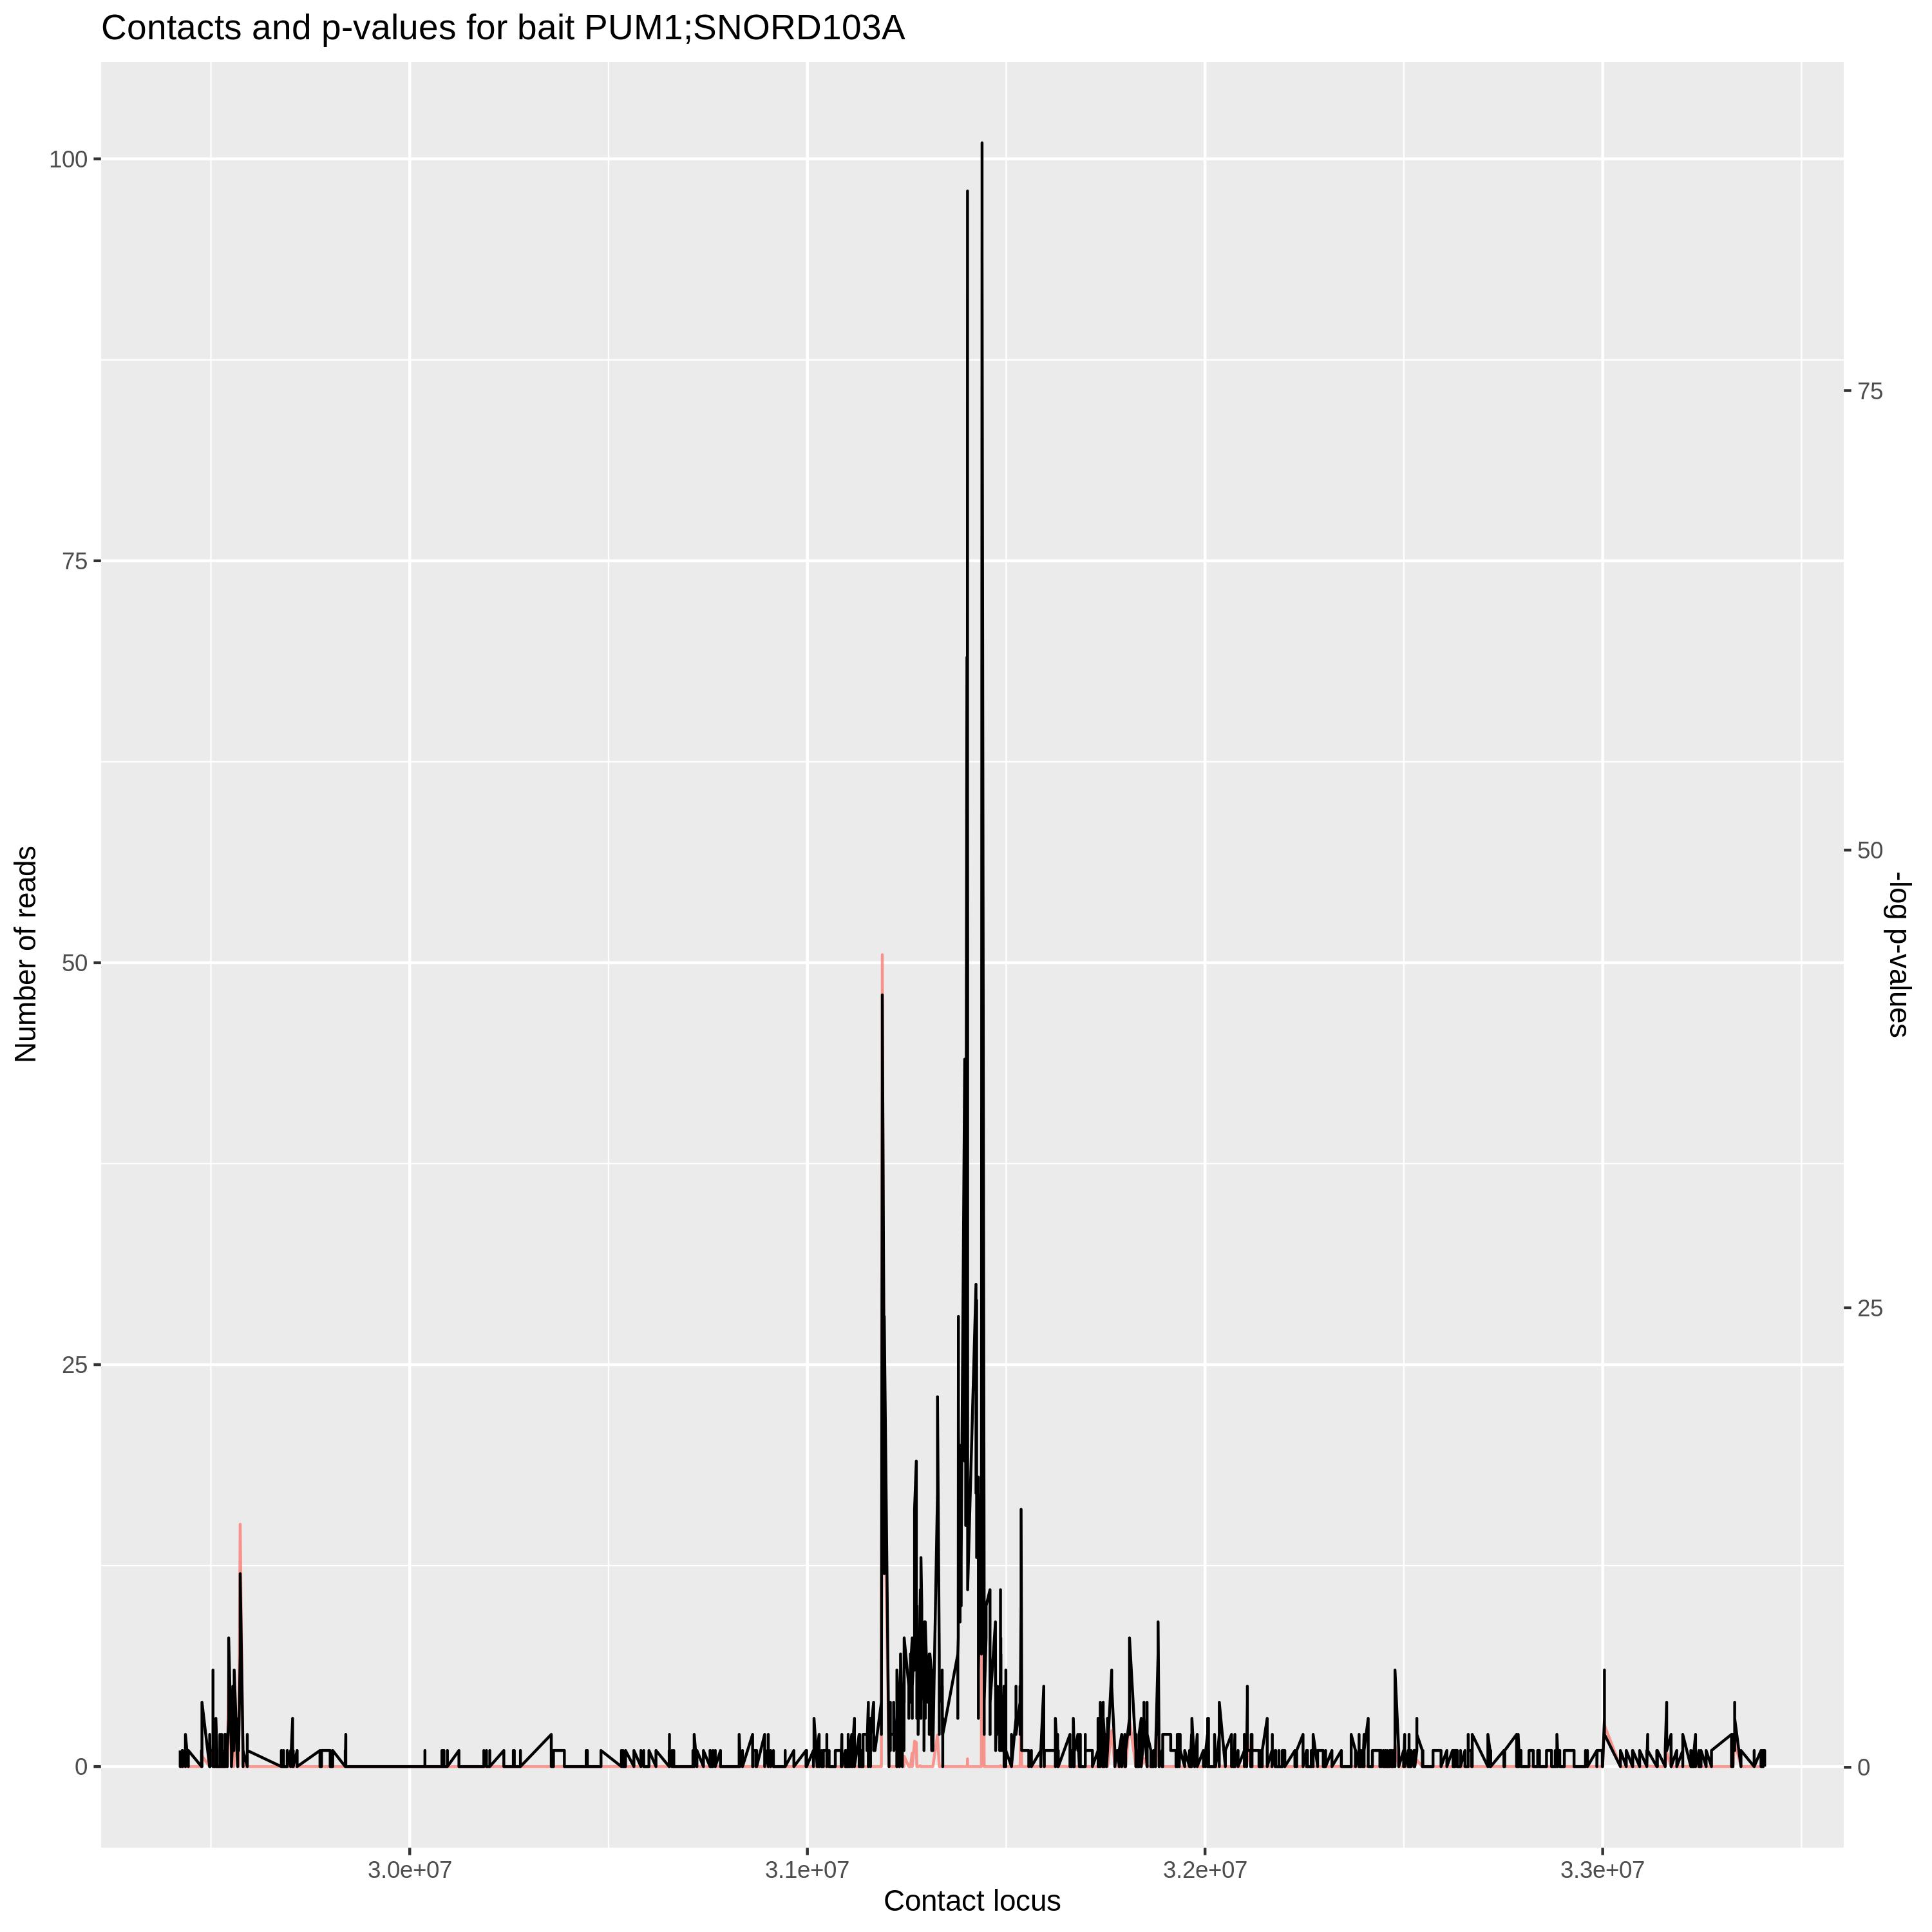 Contacts and p-values for bait PUM1;SNORD103A
100
75
50
25
0
Number of reads
75
50
25
0
-log p-values
3.0e+07 3.1e+07 3.2e+07 3.3e+07
Contact locus